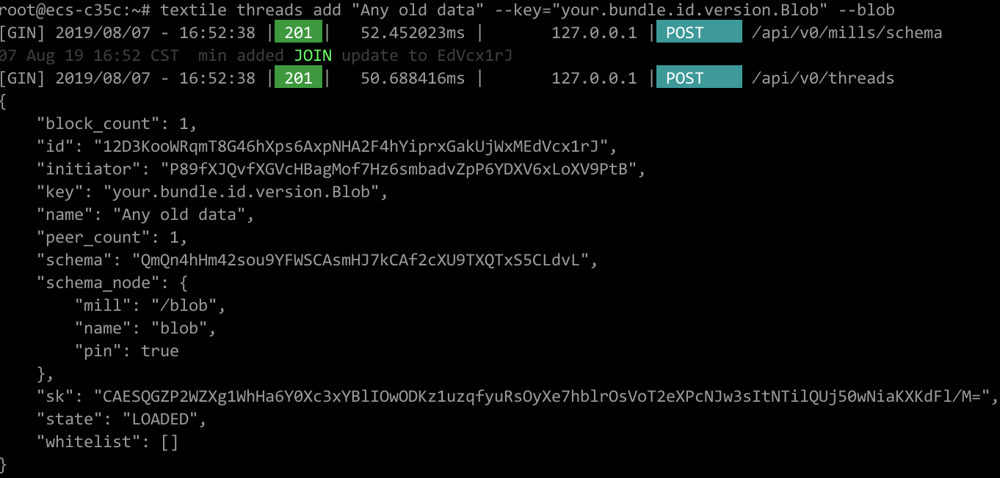 root@ecs-c35c:~# textile threads add "Any old data" --key="your.bundle.id.version.Blob" --blob
[GIN] 2019/08/07 - 16:52:38 | 201 |   52.452023ms |       127.0.0.1 | POST     /api/v0/mills/schema
07 Aug 19 16:52 CST  min added JOIN update to EdVcx1rJ
[GIN] 2019/08/07 - 16:52:38 | 201 |   50.688416ms |       127.0.0.1 | POST     /api/v0/threads
{
    "block_count": 1,
    "id": "12D3KooWRqmT8G46hXps6AxpNHA2F4hYiprxGakUjWxMEdVcx1rJ",
    "initiator": "P89fXJQvfXGVcHBagMof7Hz6smbadvZpP6YDXV6xLoXV9PtB",
    "key": "your.bundle.id.version.Blob",
    "name": "Any old data",
    "peer_count": 1,
    "schema": "QmQn4hHm42sou9YFWSCAsmHJ7kCAf2cXU9TXQTxS5CLdvL",
    "schema_node": {
        "mill": "/blob",
        "name": "blob",
        "pin": true
    },
    "sk": "CAESQGZP2WZXg1WhHa6Y0Xc3xYBlIOwODKz1uzqfyuRsOyXe7hblrOsVoT2eXPcNJw3sItNTilQUj50wNiaKXKdFl/M=",
    "state": "LOADED",
    "whitelist": []
}